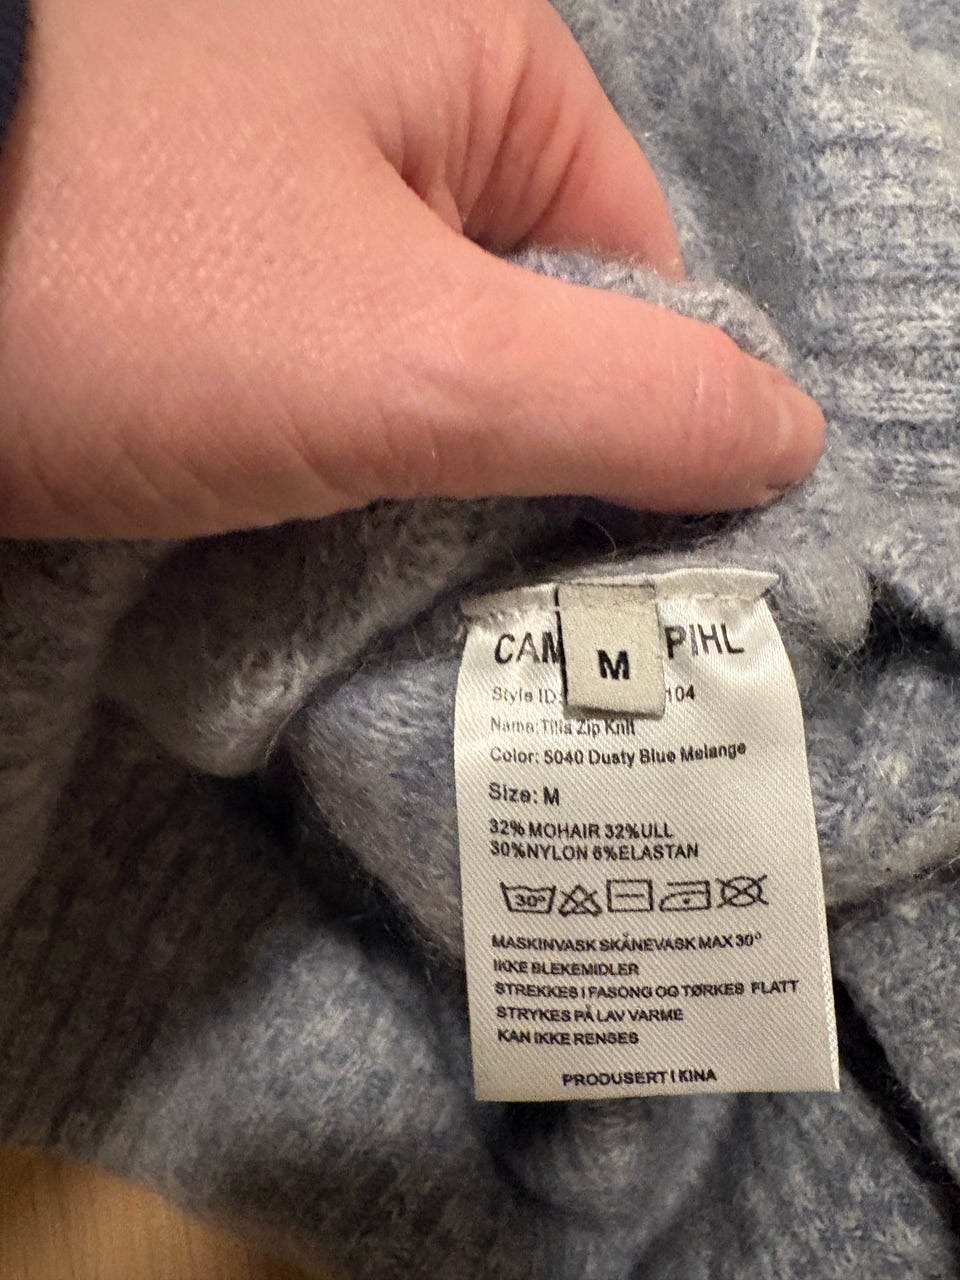 CAM PIHL
M
Style ID: 104
Name: Tilla Zip Knit
Color: 5040 Dusty Blue Melange
Size: M
32% MOHAIR 32%ULL
30%NYLON 6%ELASTAN
30°
MASKINVASK SKÅNEVASK MAX 30°
IKKE BLEKEMIDLER
STREKKES I FASONG OG TØRKES FLATT
STRYKES PÅ LAV VARME
KAN IKKE RENSES
PRODUSERT I KINA